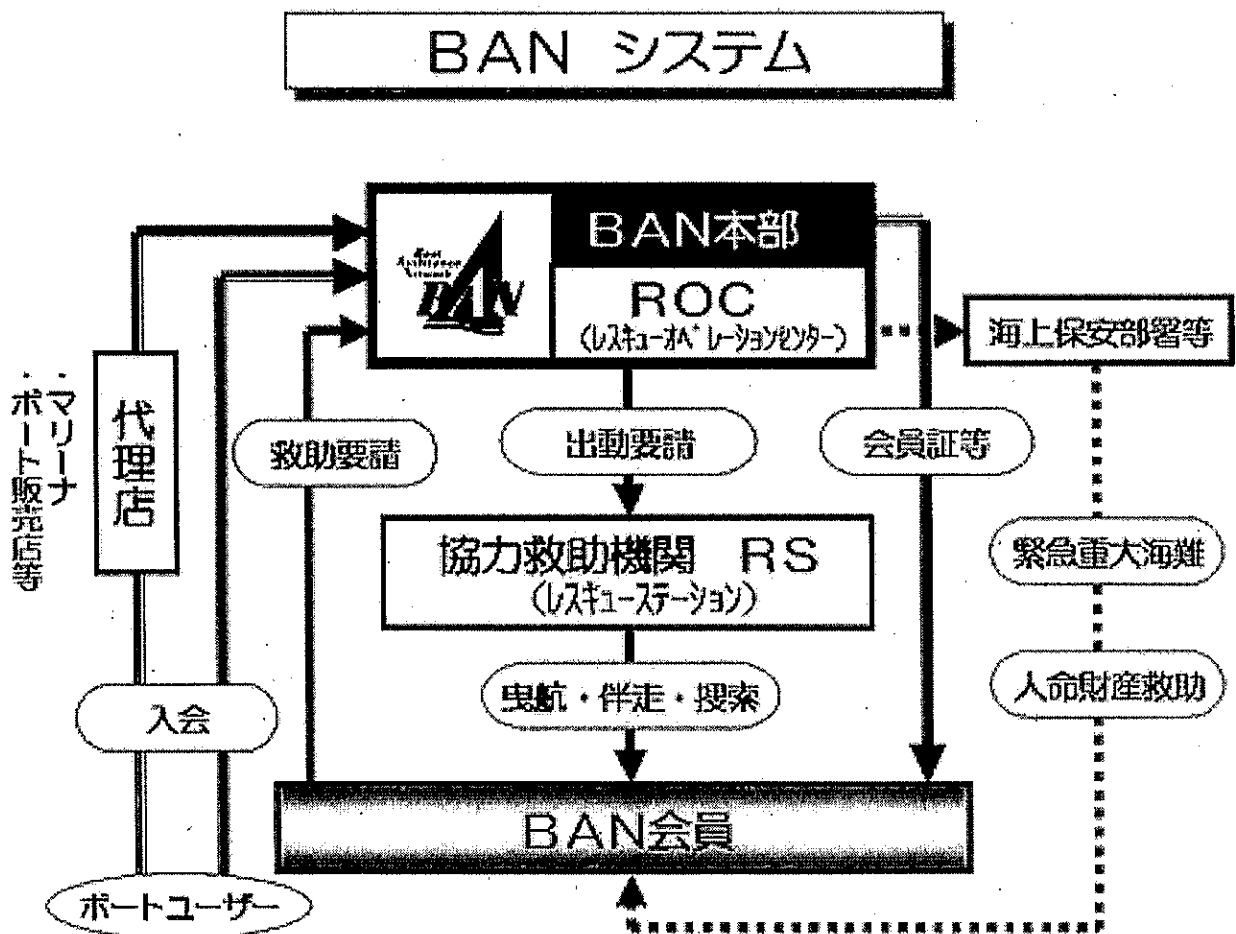 BAN システム
Boat
Assistance
Network
BAN
BAN本部
ROC
(レスキューオペレーションセンター)
海上保安部署等
・マリーナ
・ボート販売店等
代理店
救助要請
出動要請
会員証等
協力救助機関 RS
(レスキューステーション)
緊急重大海難
曳航・伴走・捜索
人命財産救助
入会
BAN会員
ボートユーザー